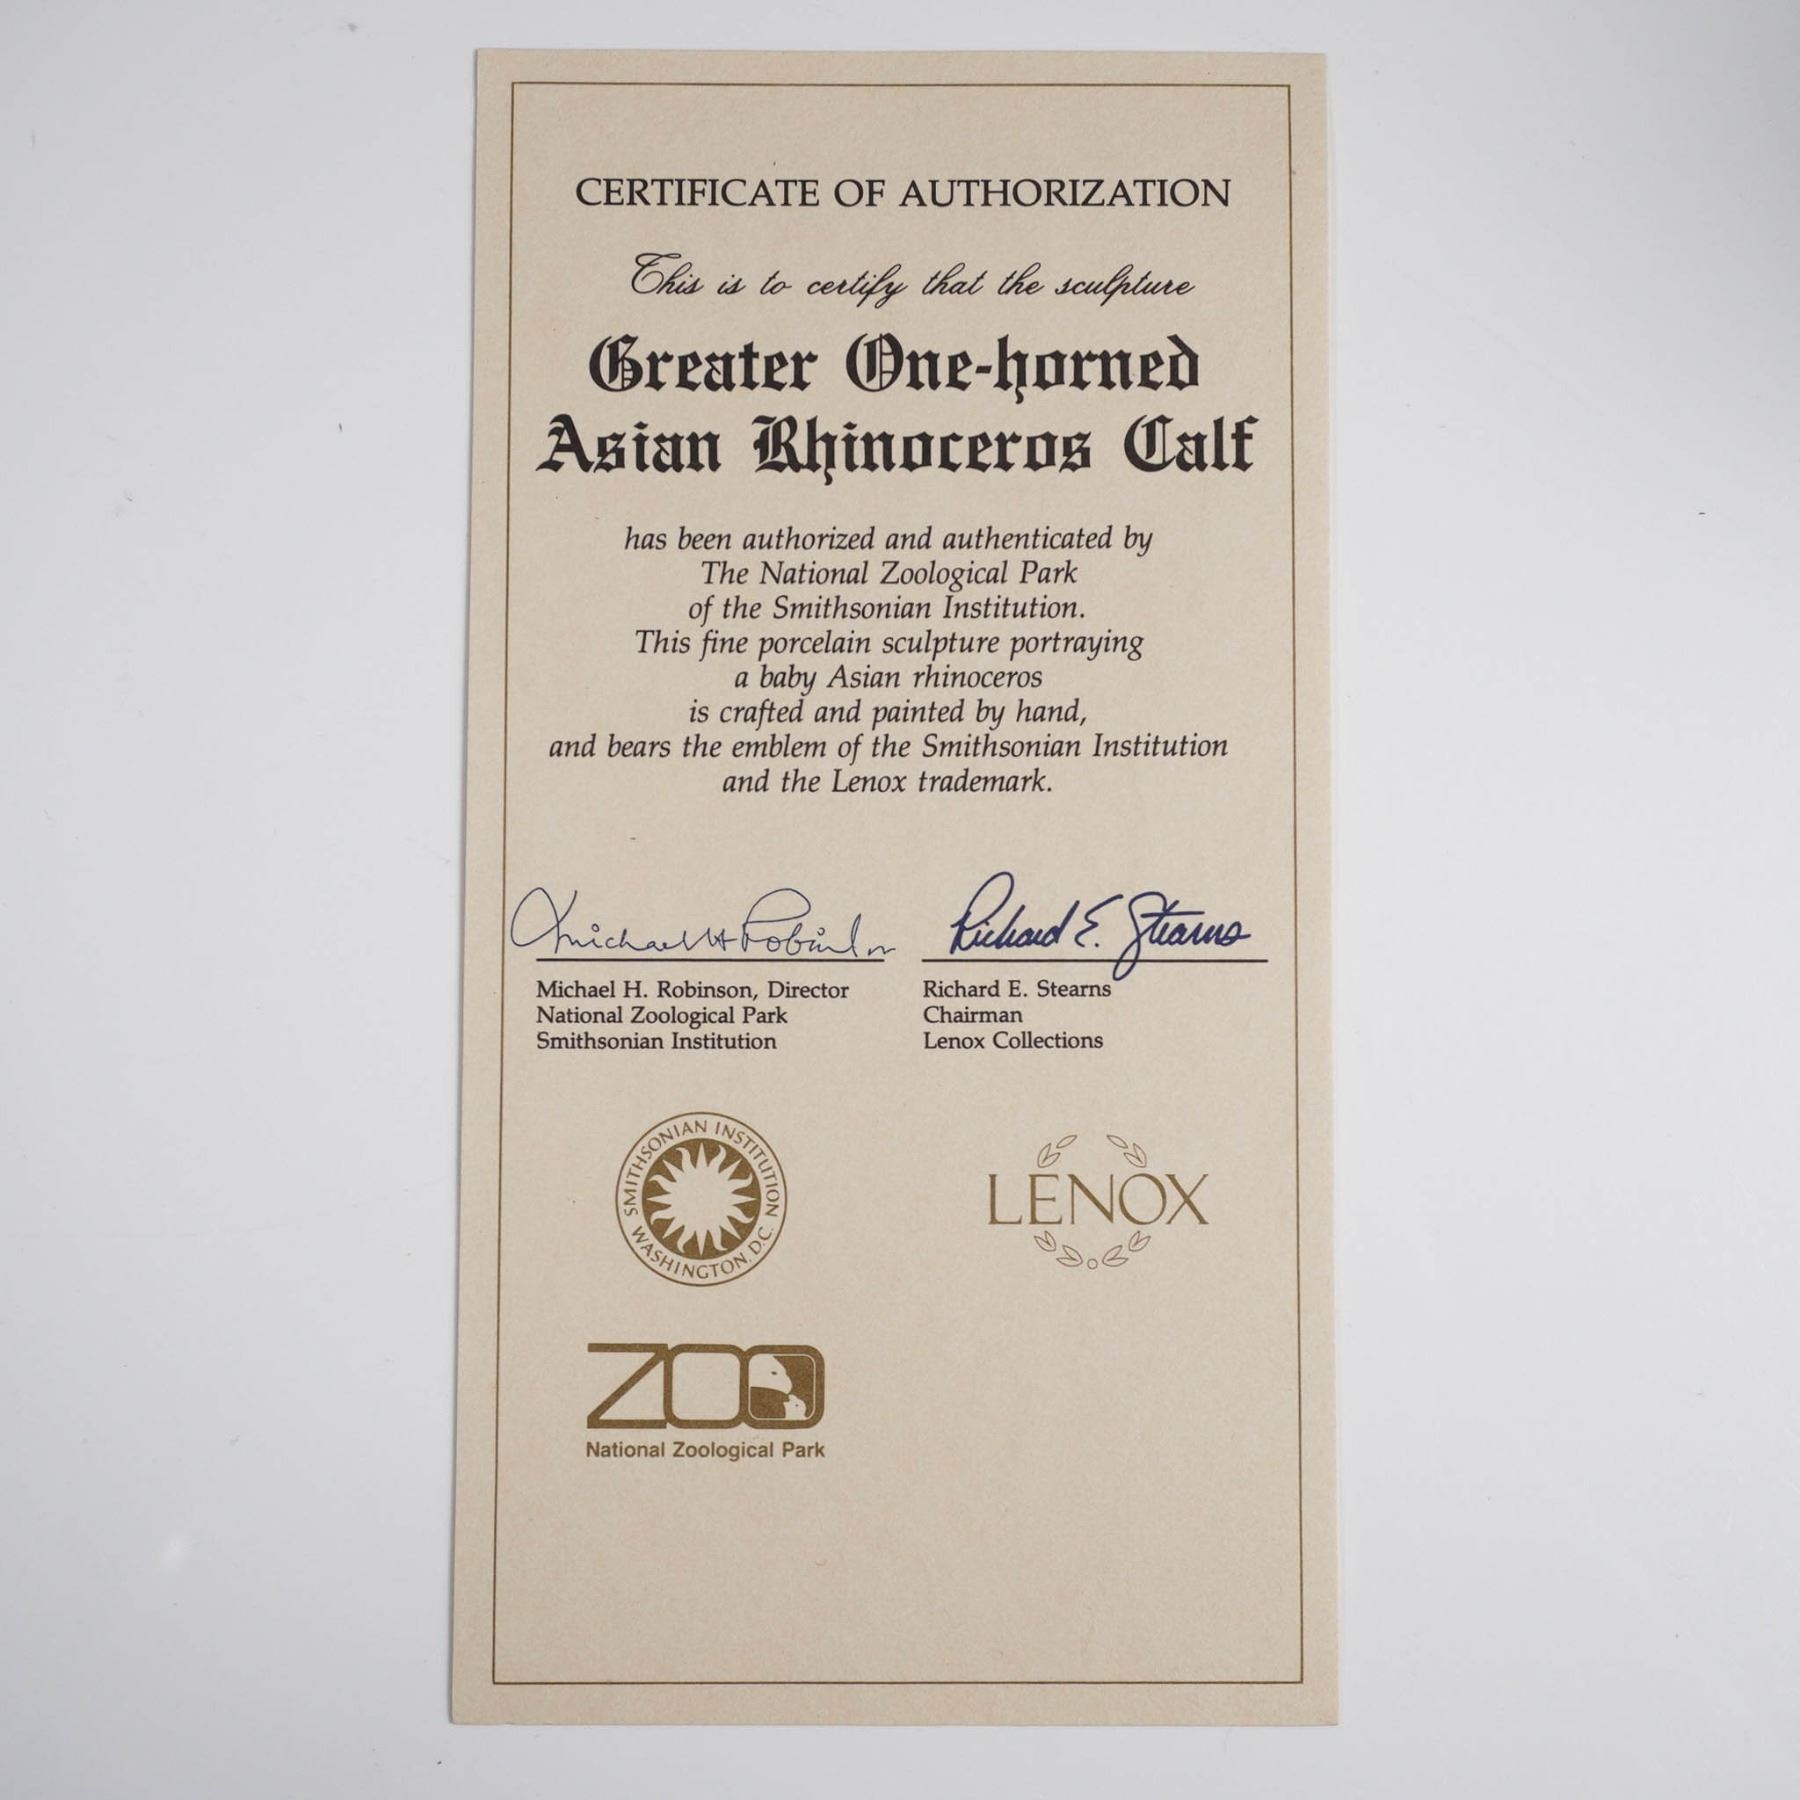 CERTIFICATE OF AUTHORIZATION
This is to certify that the sculpture
Greater One-horned
Asian Rhinoceros Calf
has been authorized and authenticated by
The National Zoological Park
of the Smithsonian Institution.
This fine porcelain sculpture portraying
a baby Asian rhinoceros
is crafted and painted by hand,
and bears the emblem of the Smithsonian Institution
and the Lenox trademark.
Michael H Robinson
Michael H. Robinson, Director
National Zoological Park
Smithsonian Institution
Richard E. Stearns
Richard E. Stearns
Chairman
Lenox Collections
SMITHSONIAN INSTITUTION
WASHINGTON, D.C.
LENOX
ZOO
National Zoological Park